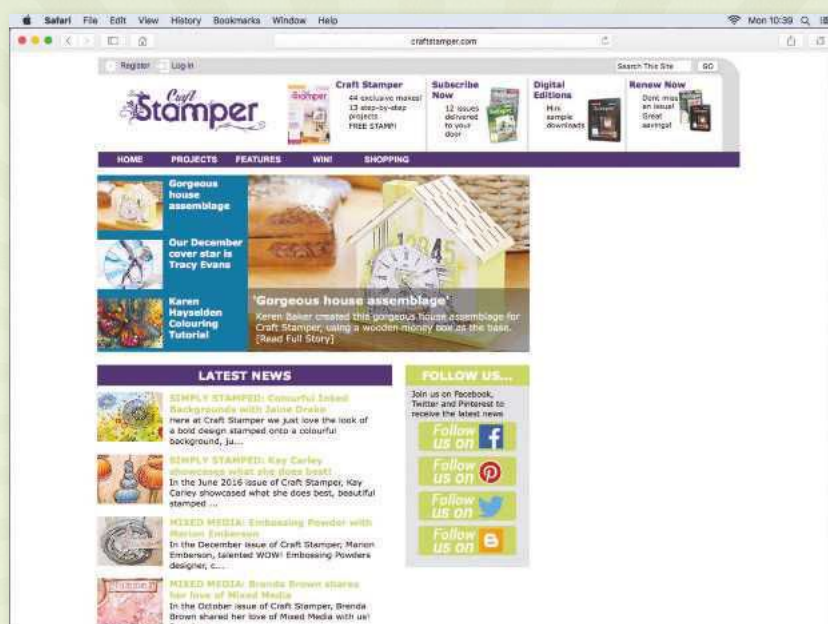 Safari File Edit View History Bookmarks Window Help
Mon 10:39
craftstamper.com
Register Log In
Search This Site GO
Craft
Stamper
Craft Stamper
44 exclusive makes!
13 step-by-step
projects
FREE STAMP!
Subscribe
Now
12 issues
delivered
to your
door
Digital
Editions
Mini
sample
downloads
Renew Now
Dont miss
an issue!
Great
savings!
HOME PROJECTS FEATURES WIN! SHOPPING
Gorgeous
house
assemblage
Our December
cover star is
Tracy Evans
Karen
Hayselden
Colouring
Tutorial
'Gorgeous house assemblage'
Keren Baker created this gorgeous house assemblage for
Craft Stamper, using a wooden money box as the base.
[Read Full Story]
LATEST NEWS
SIMPLY STAMPED: Colourful Inked
Backgrounds with Jaine Drake
Here at Craft Stamper we just love the look of
a bold design stamped onto a colourful
background, ju...
SIMPLY STAMPED: Kay Carley
showcases what she does best!
In the June 2016 issue of Craft Stamper, Kay
Carley showcased what she does best, beautiful
stamped ...
MIXED MEDIA: Embossing Powder with
Marion Emberson
In the December issue of Craft Stamper, Marion
Emberson, talented WOW! Embossing Powders
designer, c...
MIXED MEDIA: Brenda Brown shares
her love of Mixed Media
In the October issue of Craft Stamper, Brenda
Brown shared her love of Mixed Media with us!
FOLLOW US...
Join us on Facebook,
Twitter and Pinterest to
receive the latest news
Follow
us on
Follow
us on
Follow
us on
Follow
us on